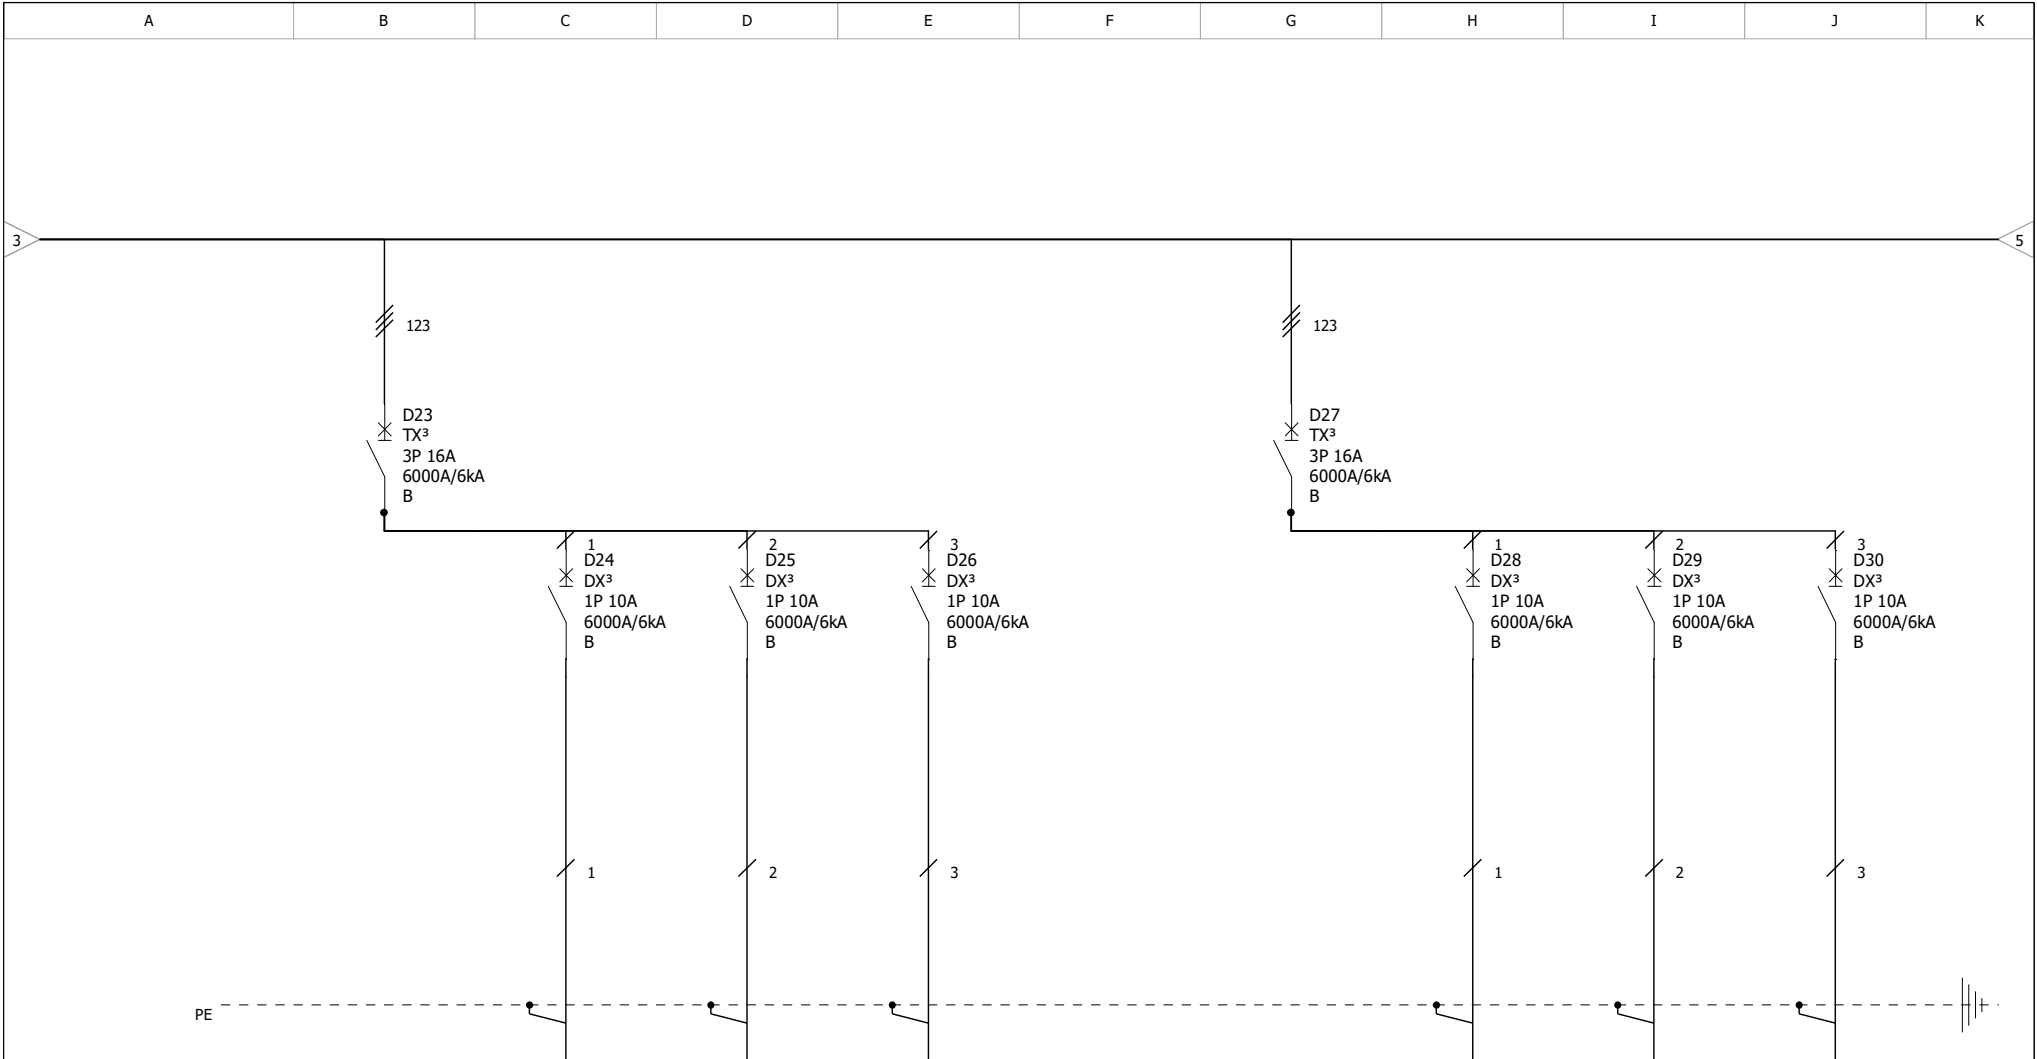 A B C D E F G H I J K
3 5
123 123
D23
TX³
3P 16A
6000A/6kA
B
D27
TX³
3P 16A
6000A/6kA
B
1
D24
DX³
1P 10A
6000A/6kA
B
2
D25
DX³
1P 10A
6000A/6kA
B
3
D26
DX³
1P 10A
6000A/6kA
B
1
D28
DX³
1P 10A
6000A/6kA
B
2
D29
DX³
1P 10A
6000A/6kA
B
3
D30
DX³
1P 10A
6000A/6kA
B
1 2 3 1 2 3
PE